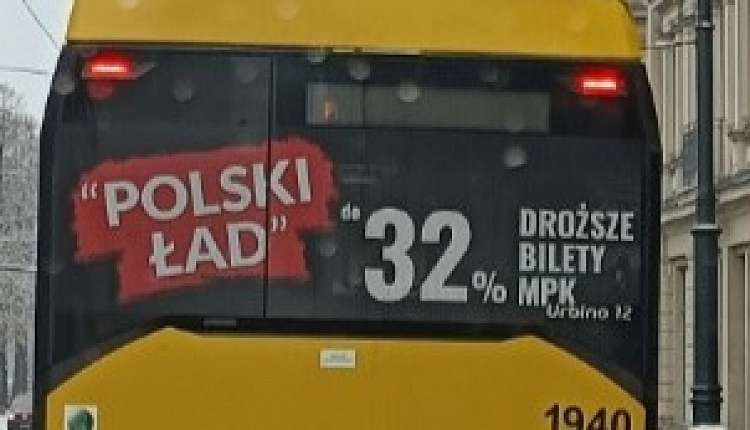 "POLSKI
ŁAD"
do
32%
DROŻSZE
BILETY
MPK
Urbino 12
1940